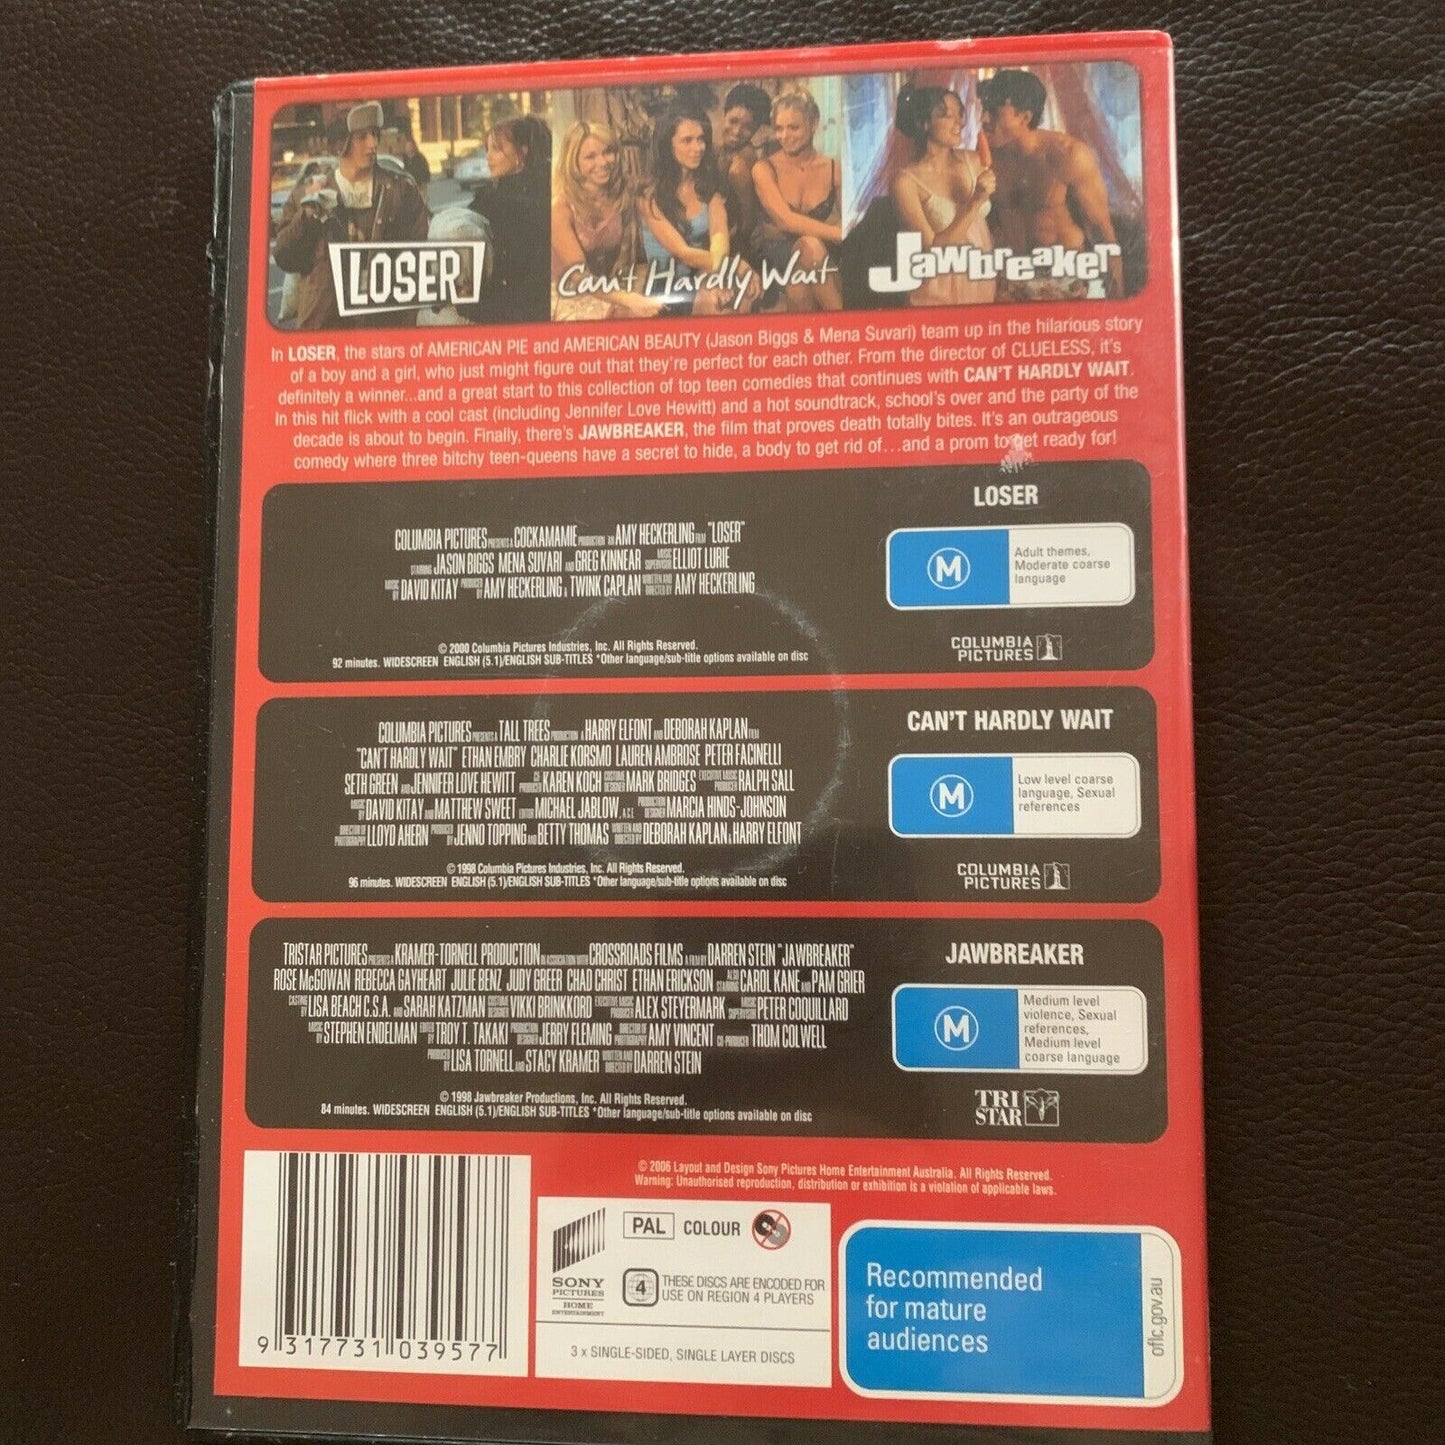 LOSER
Can't Hardly Wait
Jawbreaker
In LOSER, the stars of AMERICAN PIE and AMERICAN BEAUTY (Jason Biggs & Mena Suvari) team up in the hilarious story
of a boy and a girl, who just might figure out that they're perfect for each other. From the director of CLUELESS, it's
definitely a winner...and a great start to this collection of top teen comedies that continues with CAN'T HARDLY WAIT.
In this hit flick with a cool cast (including Jennifer Love Hewitt) and a hot soundtrack, school's over and the party of the
decade is about to begin. Finally, there's JAWBREAKER, the film that proves death totally bites. It's an outrageous
comedy where three bitchy teen-queens have a secret to hide, a body to get rid of...and a prom to get ready for!
LOSER
COLUMBIA PICTURES PRESENTS A COCKAMAMIE PRODUCTION AN AMY HECKERLING FILM "LOSER"
STARRING JASON BIGGS MENA SUVARI AND GREG KINNEAR MUSIC SUPERVISOR ELLIOT LURIE
MUSIC BY DAVID KITAY PRODUCED BY AMY HECKERLING & TWINK CAPLAN WRITTEN AND DIRECTED BY AMY HECKERLING
M
Adult themes,
Moderate coarse
language
© 2000 Columbia Pictures Industries, Inc. All Rights Reserved.
92 minutes. WIDESCREEN ENGLISH (5.1)/ENGLISH SUB-TITLES *Other language/sub-title options available on disc
COLUMBIA
PICTURES
CAN'T HARDLY WAIT
COLUMBIA PICTURES PRESENTS A TALL TREES PRODUCTION A HARRY ELFONT AND DEBORAH KAPLAN FILM
"CAN'T HARDLY WAIT" ETHAN EMBRY CHARLIE KORSMO LAUREN AMBROSE PETER FACINELLI
SETH GREEN AND JENNIFER LOVE HEWITT CO-PRODUCER KAREN KOCH COSTUME DESIGNER MARK BRIDGES EXECUTIVE MUSIC PRODUCER RALPH SALL
MUSIC BY DAVID KITAY AND MATTHEW SWEET EDITOR MICHAEL JABLOW, A.C.E. PRODUCTION DESIGNER MARCIA HINDS-JOHNSON
DIRECTOR OF PHOTOGRAPHY LLOYD AHERN PRODUCED BY JENNO TOPPING AND BETTY THOMAS WRITTEN AND DIRECTED BY DEBORAH KAPLAN & HARRY ELFONT
M
Low level coarse
language, Sexual
references
© 1998 Columbia Pictures Industries, Inc. All Rights Reserved.
96 minutes. WIDESCREEN ENGLISH (5.1)/ENGLISH SUB-TITLES *Other language/sub-title options available on disc
COLUMBIA
PICTURES
JAWBREAKER
TRISTAR PICTURES PRESENTS A KRAMER-TORNELL PRODUCTION IN ASSOCIATION WITH CROSSROADS FILMS A FILM BY DARREN STEIN "JAWBREAKER"
ROSE McGOWAN REBECCA GAYHEART JULIE BENZ JUDY GREER CHAD CHRIST ETHAN ERICKSON ALSO STARRING CAROL KANE AND PAM GRIER
CASTING BY LISA BEACH C.S.A. AND SARAH KATZMAN COSTUME DESIGNER VIKKI BRINKKORD EXECUTIVE MUSIC PRODUCER ALEX STEYERMARK MUSIC SUPERVISOR PETER COQUILLARD
MUSIC BY STEPHEN ENDELMAN EDITED BY TROY T. TAKAKI PRODUCTION DESIGNER JERRY FLEMING DIRECTOR OF PHOTOGRAPHY AMY VINCENT CO-PRODUCER THOM COLWELL
PRODUCED BY LISA TORNELL AND STACY KRAMER WRITTEN AND DIRECTED BY DARREN STEIN
M
Medium level
violence, Sexual
references,
Medium level
coarse language
© 1998 Jawbreaker Productions, Inc. All Rights Reserved.
84 minutes. WIDESCREEN ENGLISH (5.1)/ENGLISH SUB-TITLES *Other language/sub-title options available on disc
TRI
STAR
© 2006 Layout and Design Sony Pictures Home Entertainment Australia. All Rights Reserved.
Warning: Unauthorised reproduction, distribution or exhibition is a violation of applicable laws.
9 317731 039577
SONY
PICTURES
HOME
ENTERTAINMENT
PAL COLOUR
4 THESE DISCS ARE ENCODED FOR
USE ON REGION 4 PLAYERS
3 x SINGLE-SIDED, SINGLE LAYER DISCS
Recommended
for mature
audiences
oflc.gov.au